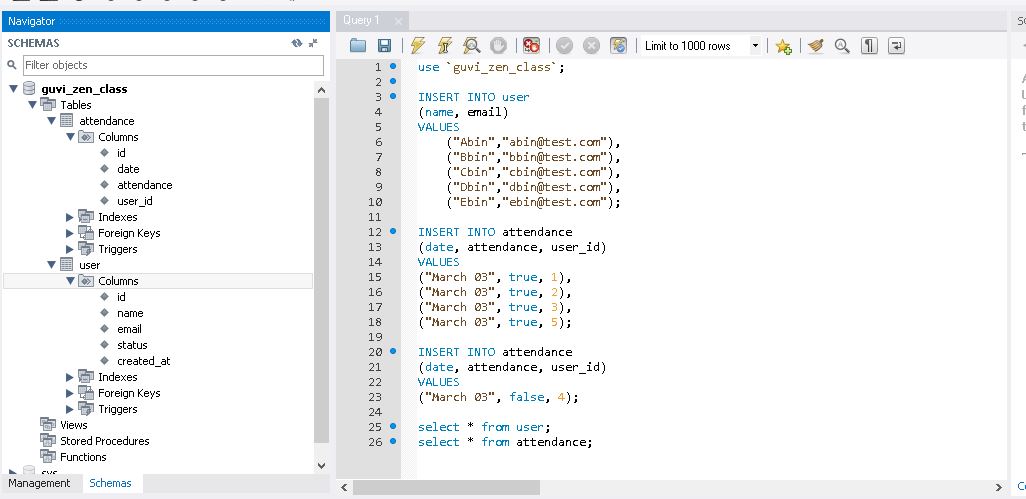 Navigator
SCHEMAS
Filter objects
guvi_zen_class
Tables
attendance
Columns
id
date
attendance
user_id
Indexes
Foreign Keys
Triggers
user
Columns
id
name
email
status
created_at
Indexes
Foreign Keys
Triggers
Views
Stored Procedures
Functions
sys
Management Schemas
Query 1
Limit to 1000 rows
1 use `guvi_zen_class`;
2
3 INSERT INTO user
4 (name, email)
5 VALUES
6 ("Abin","abin@test.com"),
7 ("Bbin","bbin@test.com"),
8 ("Cbin","cbin@test.com"),
9 ("Dbin","dbin@test.com"),
10 ("Ebin","ebin@test.com");
11
12 INSERT INTO attendance
13 (date, attendance, user_id)
14 VALUES
15 ("March 03", true, 1),
16 ("March 03", true, 2),
17 ("March 03", true, 3),
18 ("March 03", true, 5);
19
20 INSERT INTO attendance
21 (date, attendance, user_id)
22 VALUES
23 ("March 03", false, 4);
24
25 select * from user;
26 select * from attendance;